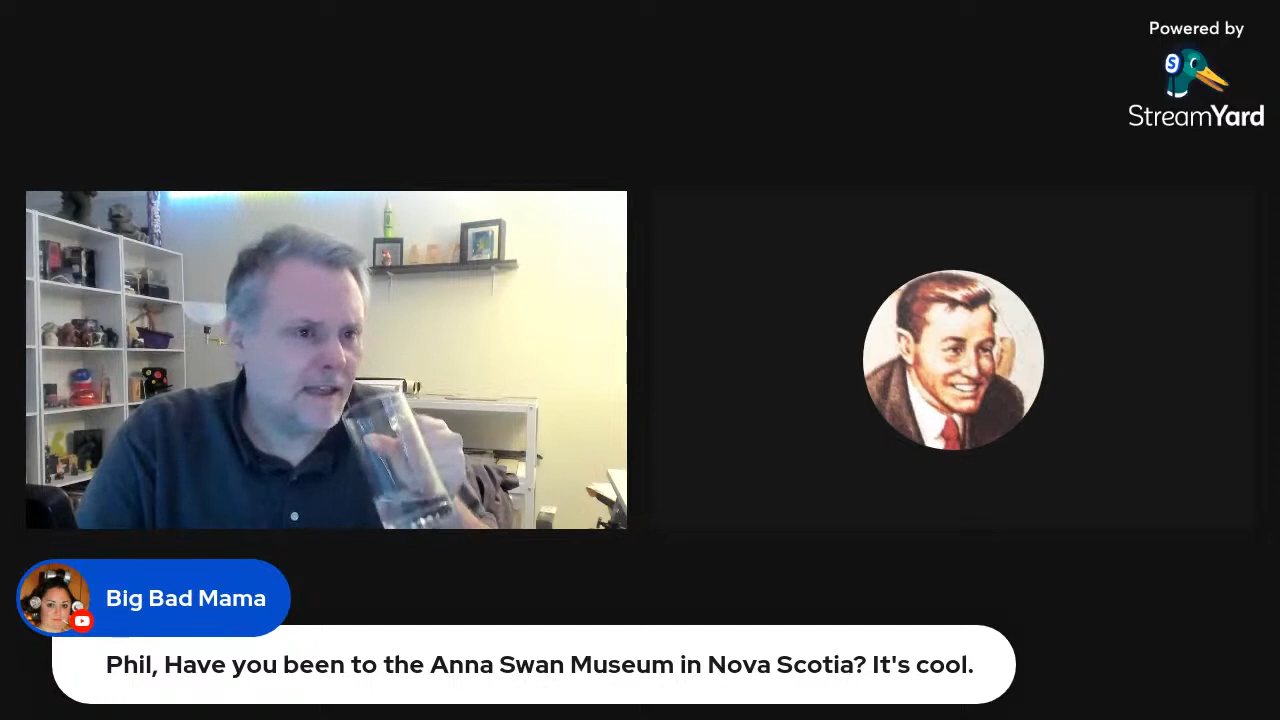 Powered by
S
StreamYard
Big Bad Mama
Phil, Have you been to the Anna Swan Museum in Nova Scotia? It's cool.